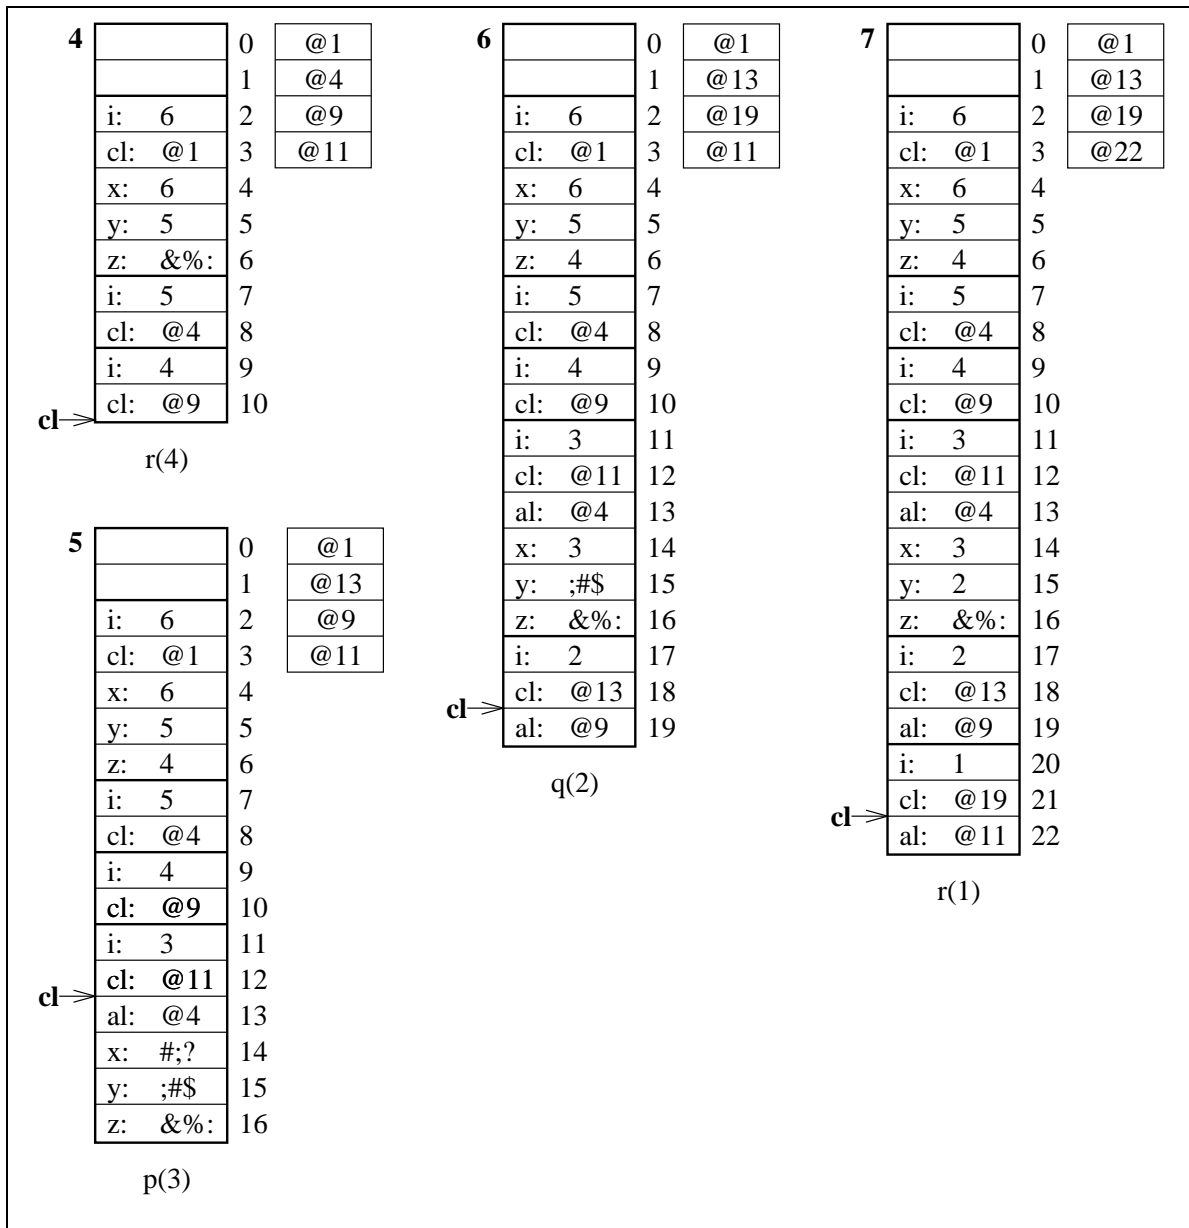 4 0 @1
1 @4
i: 6 2 @9
cl: @1 3 @11
x: 6 4
y: 5 5
z: &%: 6
i: 5 7
cl: @4 8
i: 4 9
cl: @9 10
cl
r(4)
5 0 @1
1 @13
i: 6 2 @9
cl: @1 3 @11
x: 6 4
y: 5 5
z: 4 6
i: 5 7
cl: @4 8
i: 4 9
cl: @9 10
i: 3 11
cl: @11 12
cl
al: @4 13
x: #;? 14
y: ;#$ 15
z: &%: 16
p(3)
6 0 @1
1 @13
i: 6 2 @19
cl: @1 3 @11
x: 6 4
y: 5 5
z: 4 6
i: 5 7
cl: @4 8
i: 4 9
cl: @9 10
i: 3 11
cl: @11 12
al: @4 13
x: 3 14
y: ;#$ 15
z: &%: 16
i: 2 17
cl: @13 18
cl
al: @9 19
q(2)
7 0 @1
1 @13
i: 6 2 @19
cl: @1 3 @22
x: 6 4
y: 5 5
z: 4 6
i: 5 7
cl: @4 8
i: 4 9
cl: @9 10
i: 3 11
cl: @11 12
al: @4 13
x: 3 14
y: 2 15
z: &%: 16
i: 2 17
cl: @13 18
al: @9 19
i: 1 20
cl: @19 21
cl
al: @11 22
r(1)